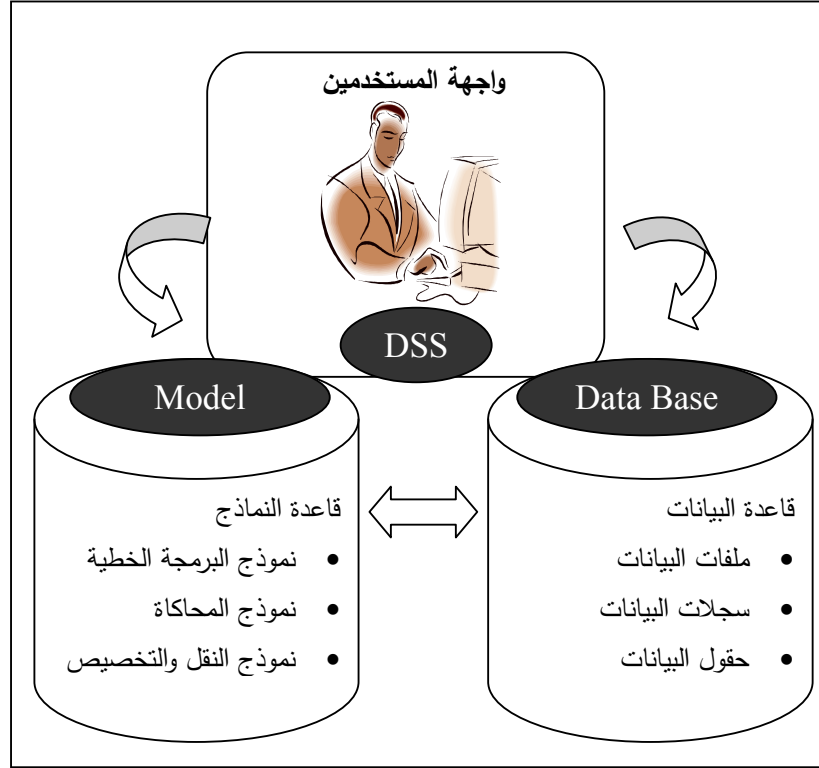 واجهة المستخدمين
DSS
Data Base
قاعدة البيانات
• ملفات البيانات
• سجلات البيانات
• حقول البيانات
Model
قاعدة النماذج
• نموذج البرمجة الخطية
• نموذج المحاكاة
• نموذج النقل والتخصيص